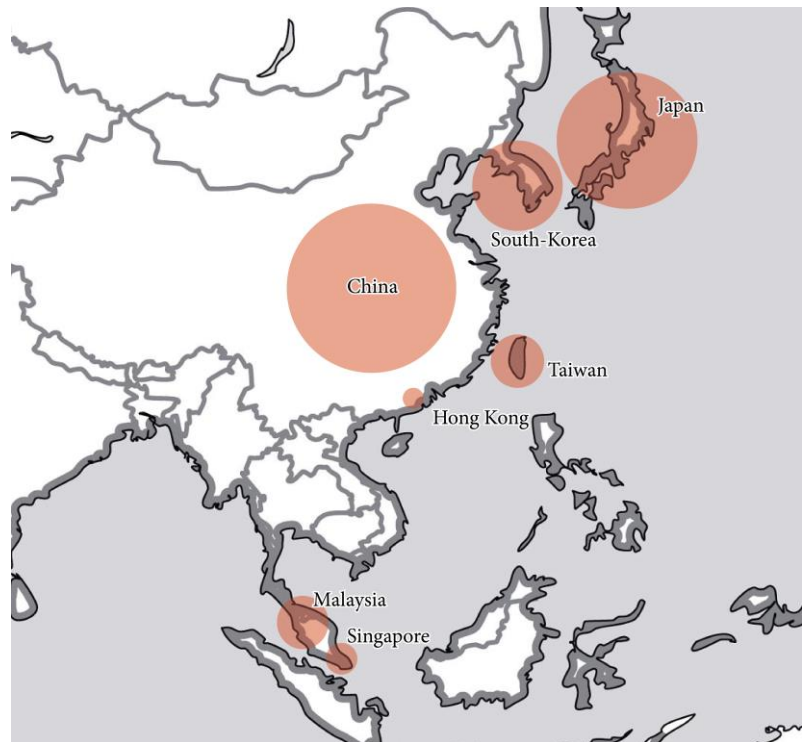 Japan
South-Korea
China
Taiwan
Hong Kong
Malaysia
Singapore